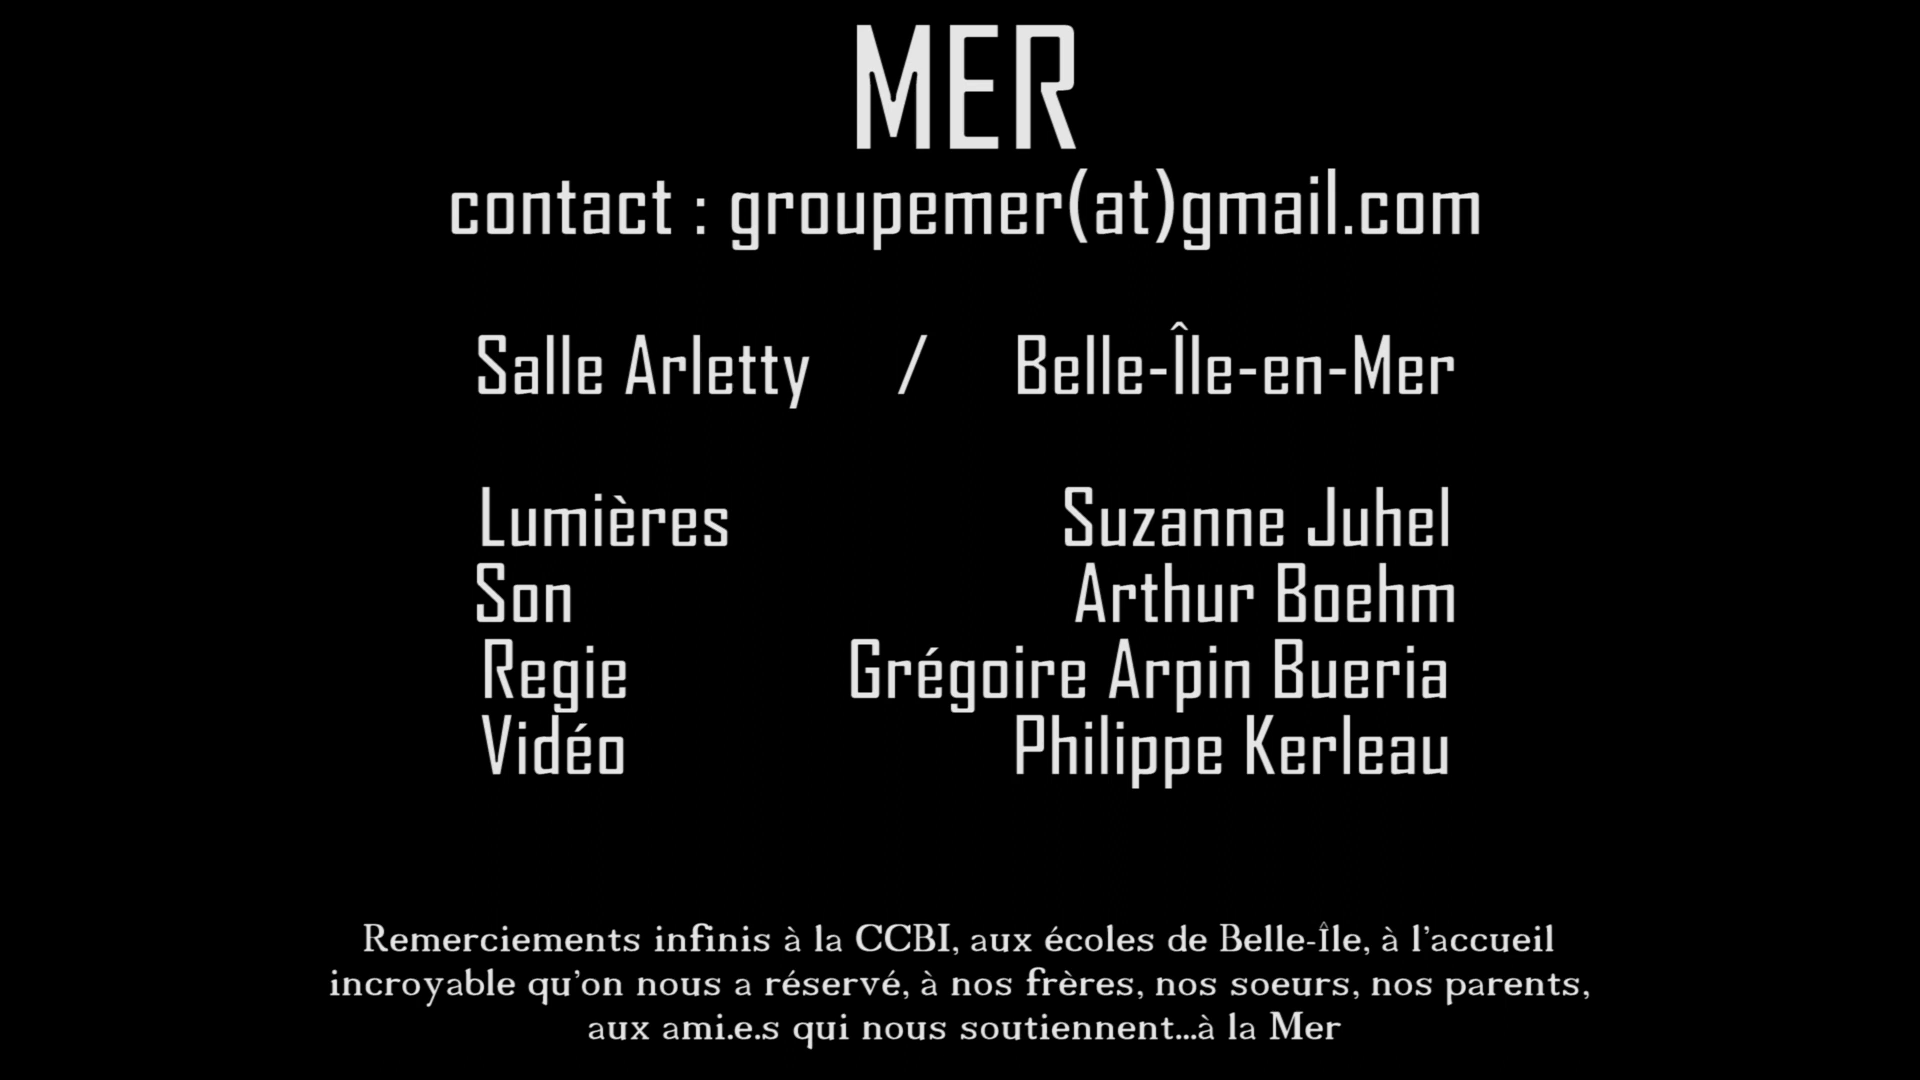 MER
contact : groupemer(at)gmail.com
Salle Arletty / Belle-Île-en-Mer
Lumières Suzanne Juhel
Son Arthur Boehm
Regie Grégoire Arpin Bueria
Vidéo Philippe Kerleau
Remerciements infinis à la CCBI, aux écoles de Belle-Île, à l'accueil
incroyable qu'on nous a réservé, à nos frères, nos soeurs, nos parents,
aux ami.e.s qui nous soutiennent...à la Mer